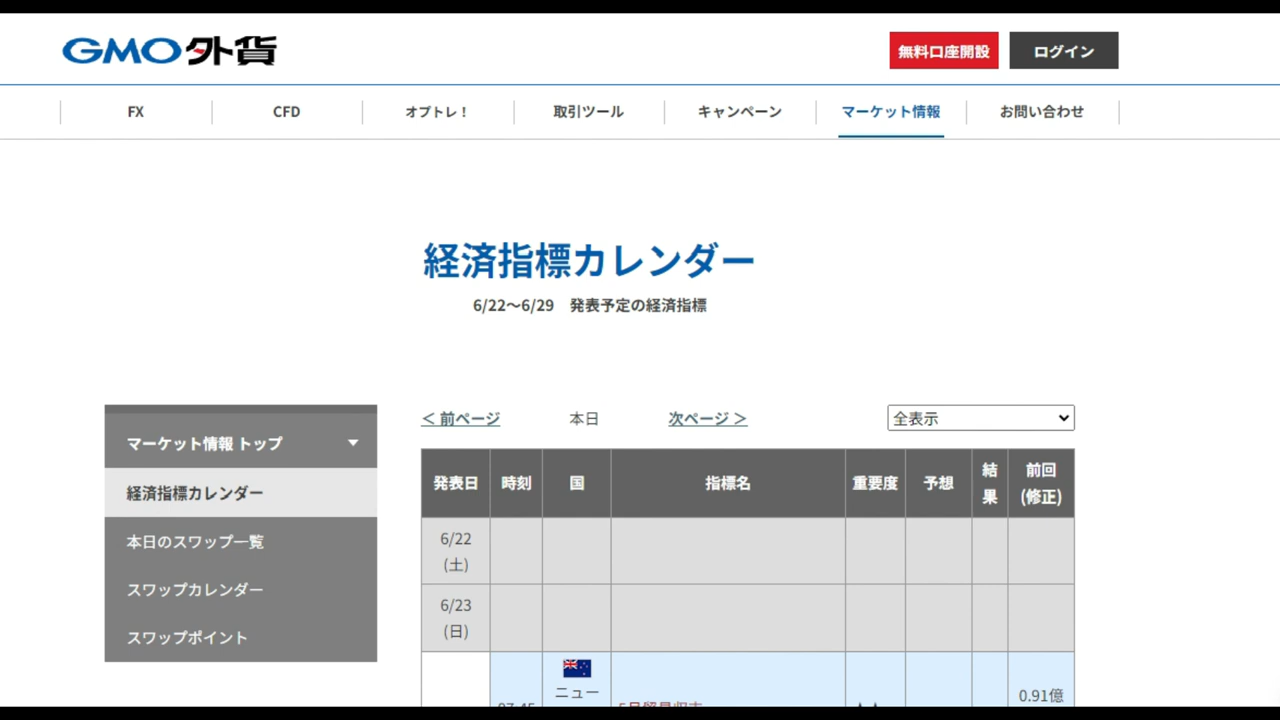 GMO外貨
無料口座開設
ログイン
FX
CFD
オプトレ！
取引ツール
キャンペーン
マーケット情報
お問い合わせ
経済指標カレンダー
6/22～6/29　発表予定の経済指標
マーケット情報 トップ
経済指標カレンダー
本日のスワップ一覧
スワップカレンダー
スワップポイント
＜ 前ページ
本日
次ページ ＞
全表示
発表日 時刻 国 指標名 重要度 予想 結果 前回(修正)
6/22
(土)
6/23
(日)
ニュー
0.91億